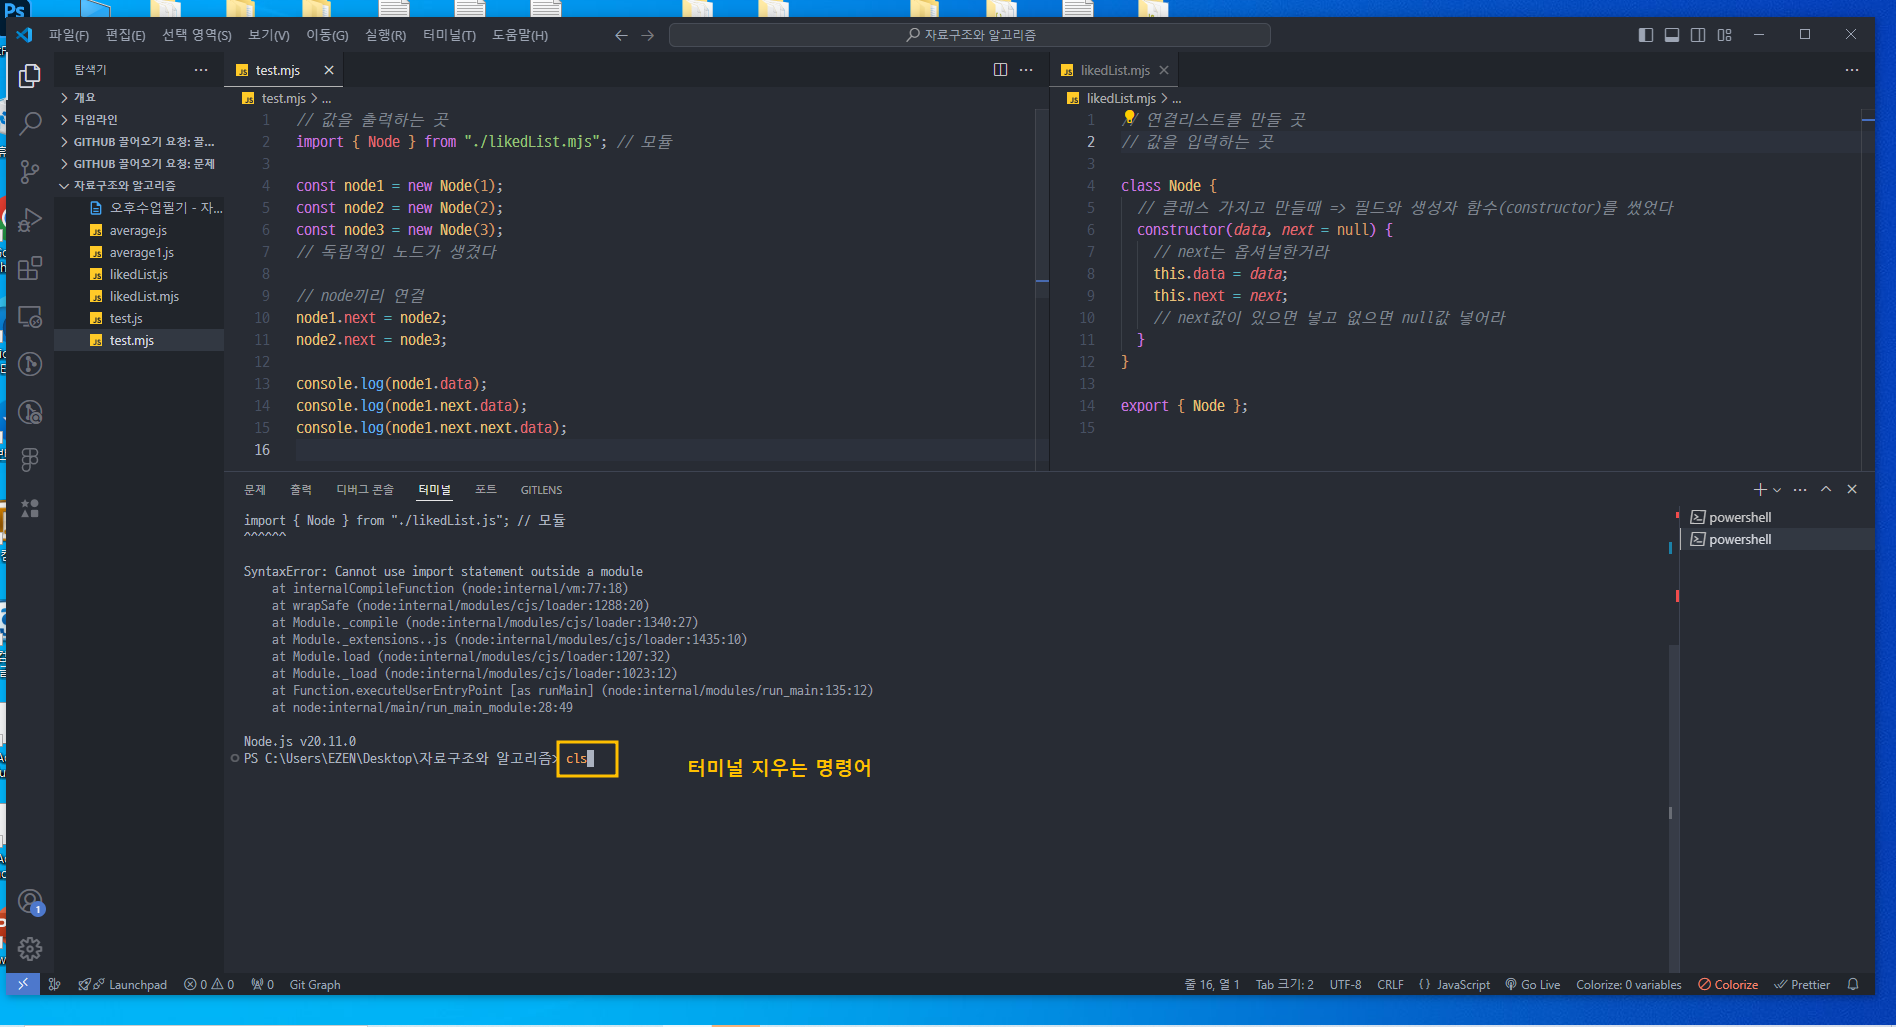 Ps
파일(F) 편집(E) 선택 영역(S) 보기(V) 이동(G) 실행(R) 터미널(T) 도움말(H)
자료구조와 알고리즘
탐색기
개요
타임라인
GITHUB 끌어오기 요청: 끌...
GITHUB 끌어오기 요청: 문제
자료구조와 알고리즘
오후수업필기 - 자...
JS average.js
JS average1.js
JS likedList.js
JS likedList.mjs
JS test.js
JS test.mjs
1
JS test.mjs
JS test.mjs > ...
1 // 값을 출력하는 곳
2 import { Node } from "./likedList.mjs"; // 모듈
3
4 const node1 = new Node(1);
5 const node2 = new Node(2);
6 const node3 = new Node(3);
7 // 독립적인 노드가 생겼다
8
9 // node끼리 연결
10 node1.next = node2;
11 node2.next = node3;
12
13 console.log(node1.data);
14 console.log(node1.next.data);
15 console.log(node1.next.next.data);
16
JS likedList.mjs
JS likedList.mjs > ...
1 // 연결리스트를 만들 곳
2 // 값을 입력하는 곳
3
4 class Node {
5 // 클래스 가지고 만들때 => 필드와 생성자 함수(constructor)를 썼었다
6 constructor(data, next = null) {
7 // next는 옵셔널한거라
8 this.data = data;
9 this.next = next;
10 // next값이 있으면 넣고 없으면 null값 넣어라
11 }
12 }
13
14 export { Node };
15
문제 출력 디버그 콘솔 터미널 포트 GITLENS
import { Node } from "./likedList.js"; // 모듈
^^^^^^
SyntaxError: Cannot use import statement outside a module
at internalCompileFunction (node:internal/vm:77:18)
at wrapSafe (node:internal/modules/cjs/loader:1288:20)
at Module._compile (node:internal/modules/cjs/loader:1340:27)
at Module._extensions..js (node:internal/modules/cjs/loader:1435:10)
at Module.load (node:internal/modules/cjs/loader:1207:32)
at Module._load (node:internal/modules/cjs/loader:1023:12)
at Function.executeUserEntryPoint [as runMain] (node:internal/modules/run_main:135:12)
at node:internal/main/run_main_module:28:49
Node.js v20.11.0
PS C:\Users\EZEN\Desktop\자료구조와 알고리즘> cls
터미널 지우는 명령어
powershell
powershell
Launchpad 0 0 0 Git Graph
줄 16, 열 1 Tab 크기: 2 UTF-8 CRLF {} JavaScript Go Live Colorize: 0 variables Colorize Prettier